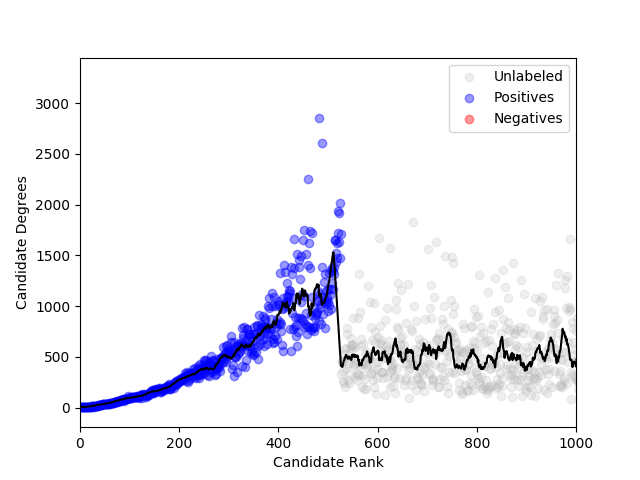 Unlabeled
Positives
Negatives
3000
2500
2000
1500
1000
500
0
Candidate Degrees
0 200 400 600 800 1000
Candidate Rank